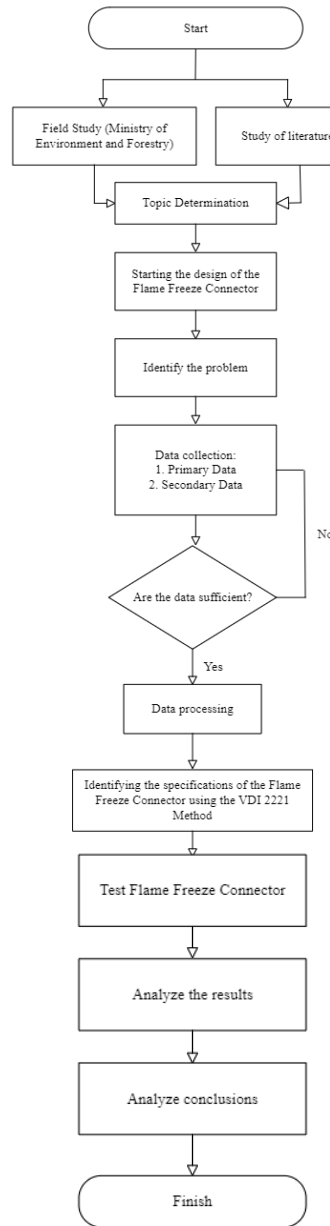 Start
Field Study (Ministry of
Environment and Forestry)
Study of literature
Topic Determination
Starting the design of the
Flame Freeze Connector
Identify the problem
Data collection:
1. Primary Data
2. Secondary Data
No
Are the data sufficient?
Yes
Data processing
Identifying the specifications of the Flame
Freeze Connector using the VDI 2221
Method
Test Flame Freeze Connector
Analyze the results
Analyze conclusions
Finish